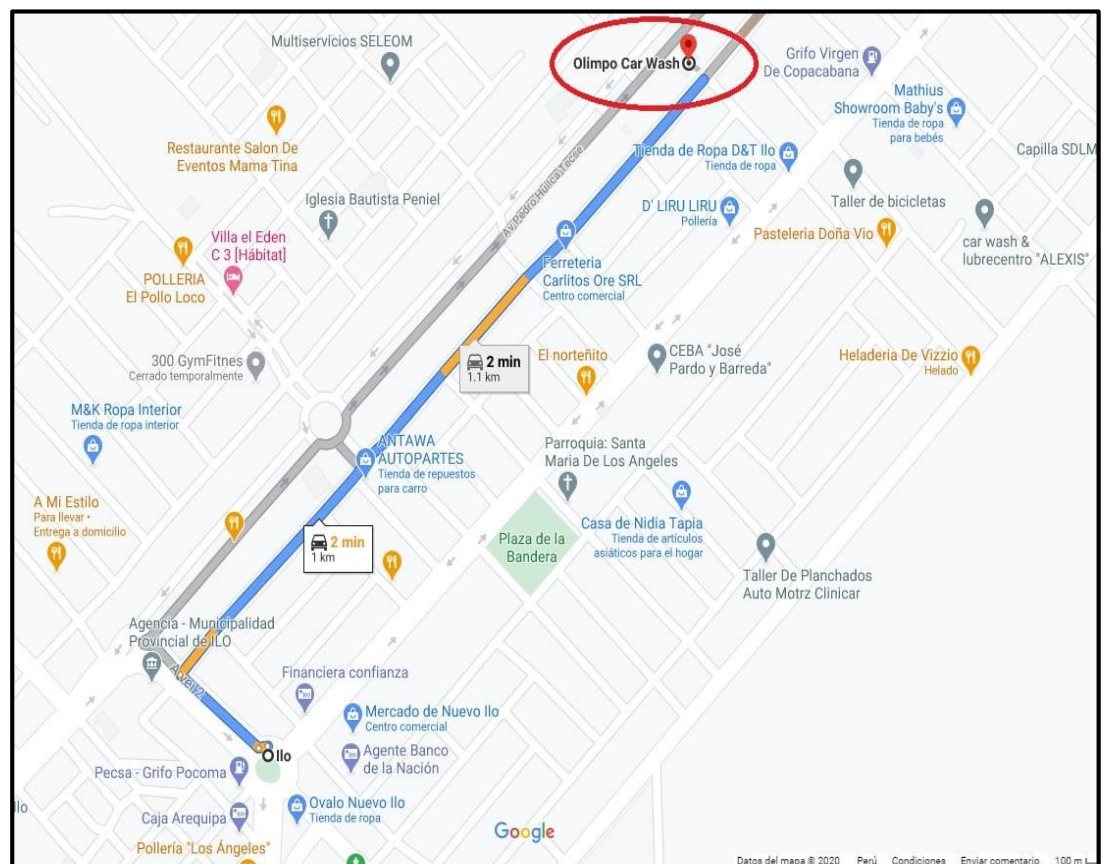 Multiservicios SELEOM
Olimpo Car Wash
Grifo Virgen
De Copacabana
Mathius
Showroom Baby's
Tienda de ropa
para bebés
Restaurante Salon De
Eventos Mama Tina
Tienda de Ropa D&T Ilo
Tienda de ropa
Capilla SDLM
Iglesia Bautista Peniel
Av. Pedro Huilca Tecse
D' LIRU LIRU
Pollería
Taller de bicicletas
Pasteleria Doña Vio
car wash &
lubrecentro "ALEXIS"
Villa el Eden
C 3 [Hábitat]
POLLERIA
El Pollo Loco
Ferreteria
Carlitos Ore SRL
Centro comercial
300 GymFitnes
Cerrado temporalmente
2 min
1.1 km
El norteñito
CEBA "José
Pardo y Barreda"
Heladeria De Vizzio
Helado
M&K Ropa Interior
Tienda de ropa interior
ANTAWA
AUTOPARTES
Tienda de repuestos
para carro
Parroquia: Santa
Maria De Los Angeles
A Mi Estilo
Para llevar •
Entrega a domicilio
Casa de Nidia Tapia
Tienda de artículos
asiáticos para el hogar
2 min
1 km
Plaza de la
Bandera
Taller De Planchados
Auto Motrz Clinicar
Agencia - Municipalidad
Provincial de ILO
Financiera confianza
Mercado de Nuevo Ilo
Centro comercial
Ilo
Agente Banco
de la Nación
Pecsa - Grifo Pocoma
Ovalo Nuevo Ilo
Tienda de ropa
Caja Arequipa
Ilo
Google
Pollería "Los Ángeles"
Datos del mapa © 2020 Perú Condiciones Enviar comentario 100 m